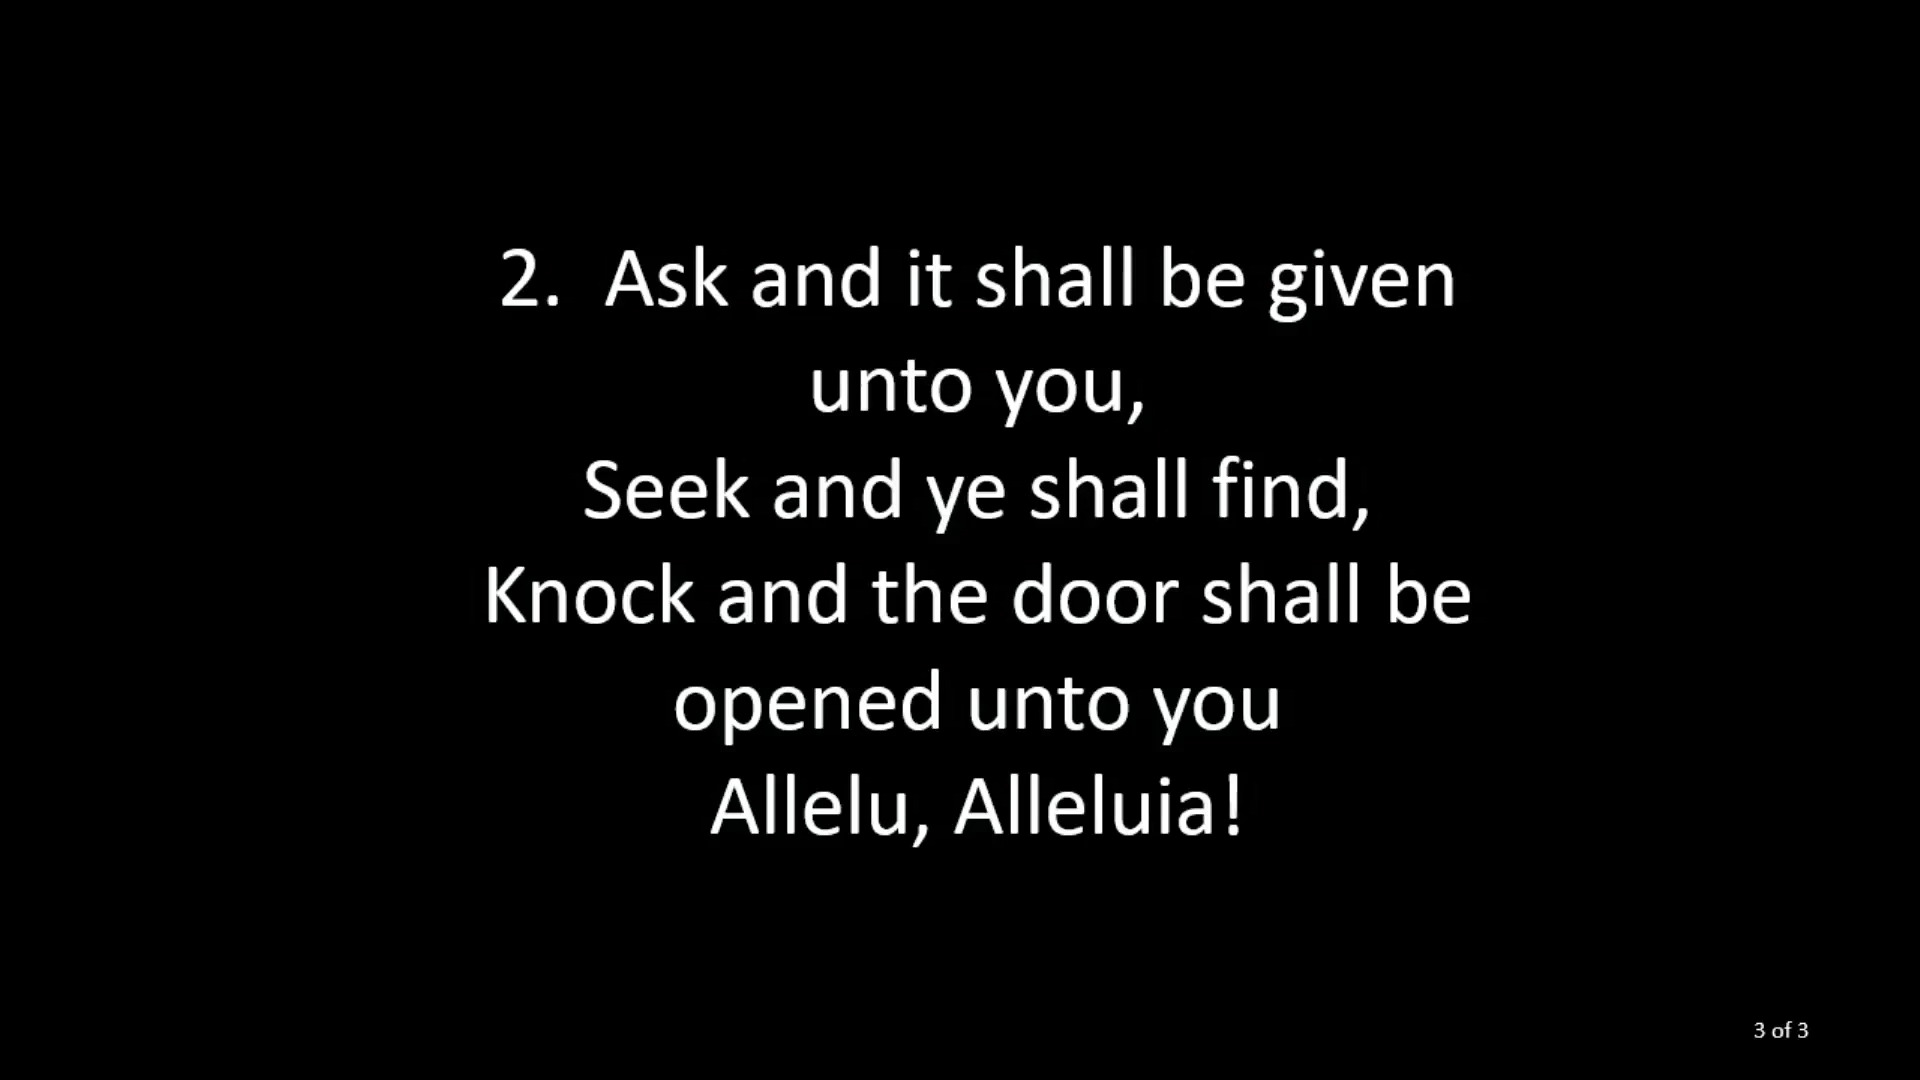 2.  Ask and it shall be given
unto you,
Seek and ye shall find,
Knock and the door shall be
opened unto you
Allelu, Alleluia!
3 of 3